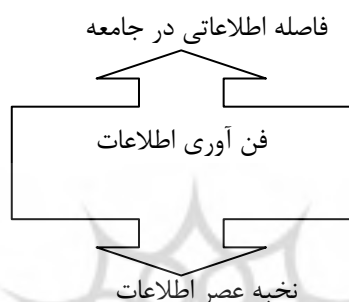 فاصله اطلاعاتی در جامعه
فن آوری اطلاعات
نخبه عصر اطلاعات